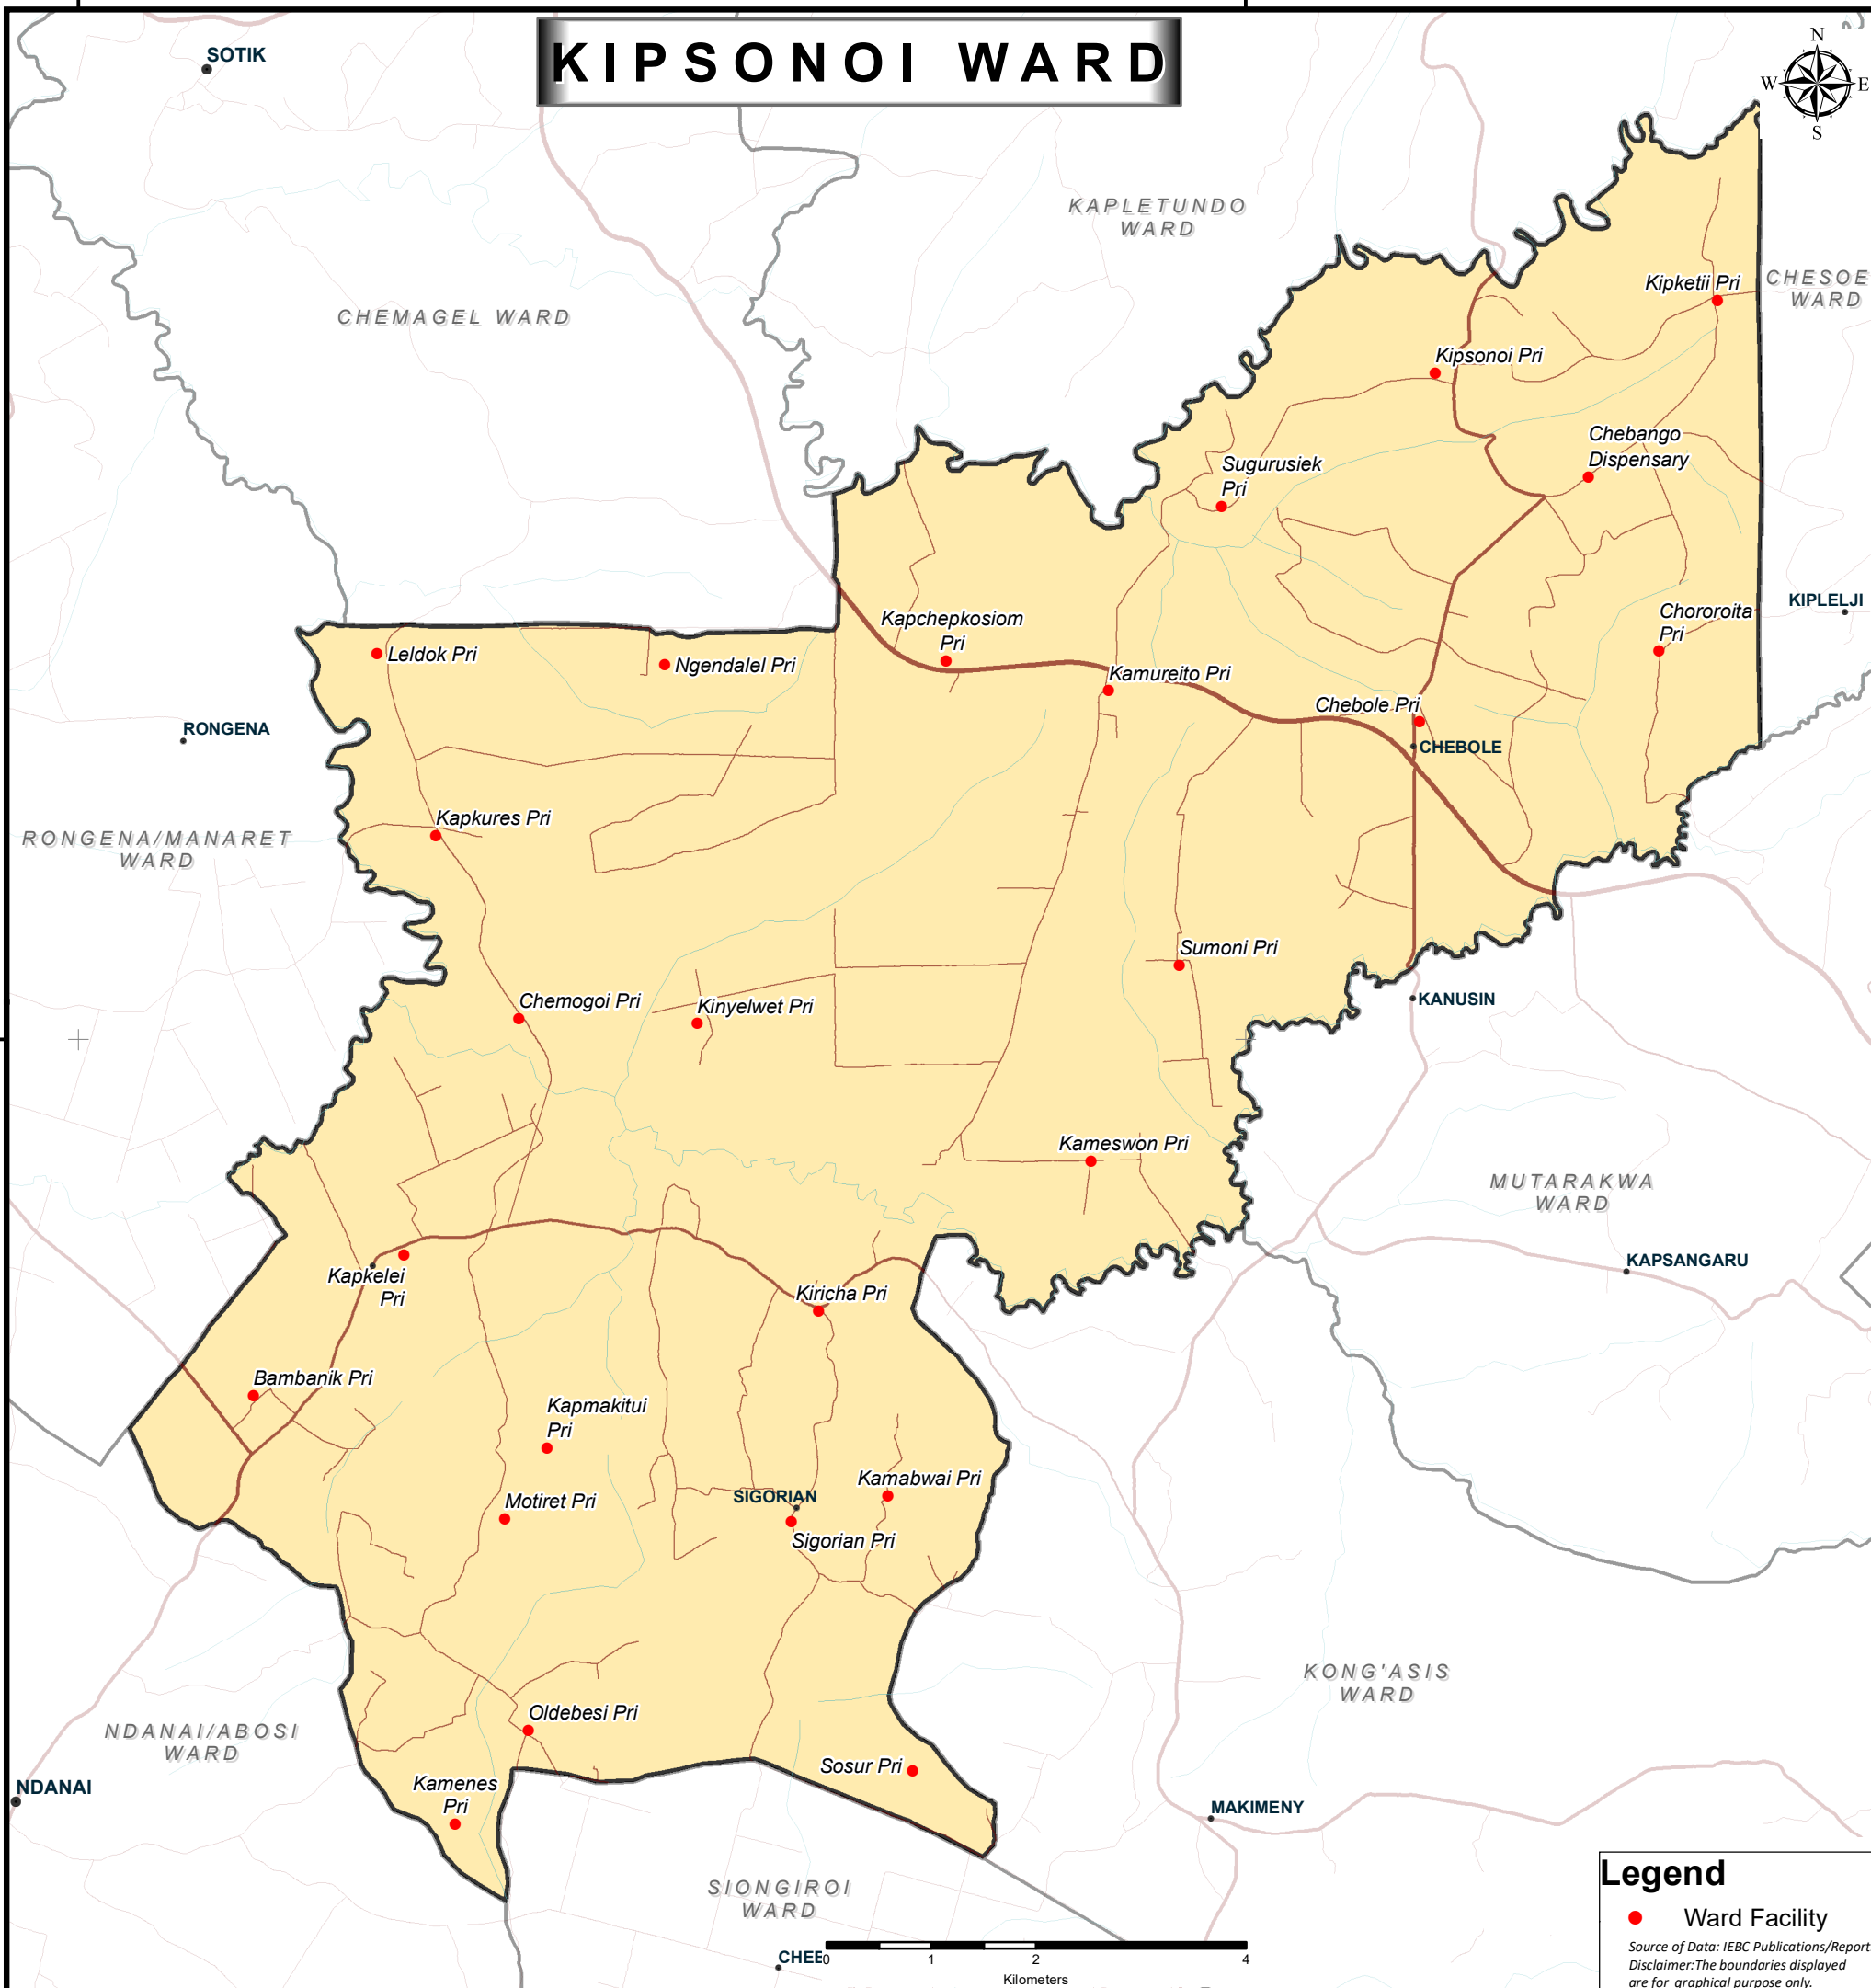 KIPSONOI WARD
SOTIK
N
W
E
S
KAPLETUNDO
WARD
CHEMAGEL WARD
Kipketii Pri
CHESOE
WARD
Kipsonoi Pri
Chebango
Dispensary
Sugurusiek
Pri
KIPLELJI
Kapchepkosiom
Pri
Chororoita
Pri
Leldok Pri
Ngendalel Pri
Kamureito Pri
Chebole Pri
RONGENA
CHEBOLE
Kapkures Pri
RONGENA/MANARET
WARD
Sumoni Pri
Chemogoi Pri
Kinyelwet Pri
KANUSIN
Kameswon Pri
MUTARAKWA
WARD
KAPSANGARU
Kapkelei
Pri
Kiricha Pri
Bambanik Pri
Kapmakitui
Pri
Kamabwai Pri
SIGORIAN
Motiret Pri
Sigorian Pri
KONG'ASIS
WARD
Oldebesi Pri
NDANAI/ABOSI
WARD
Sosur Pri
NDANAI
Kamenes
Pri
MAKIMENY
SIONGIROI
WARD
Legend
Ward Facility
Source of Data: IEBC Publications/Report
Disclaimer:The boundaries displayed
are for graphical purpose only.
CHEE
0 1 2 4
Kilometers